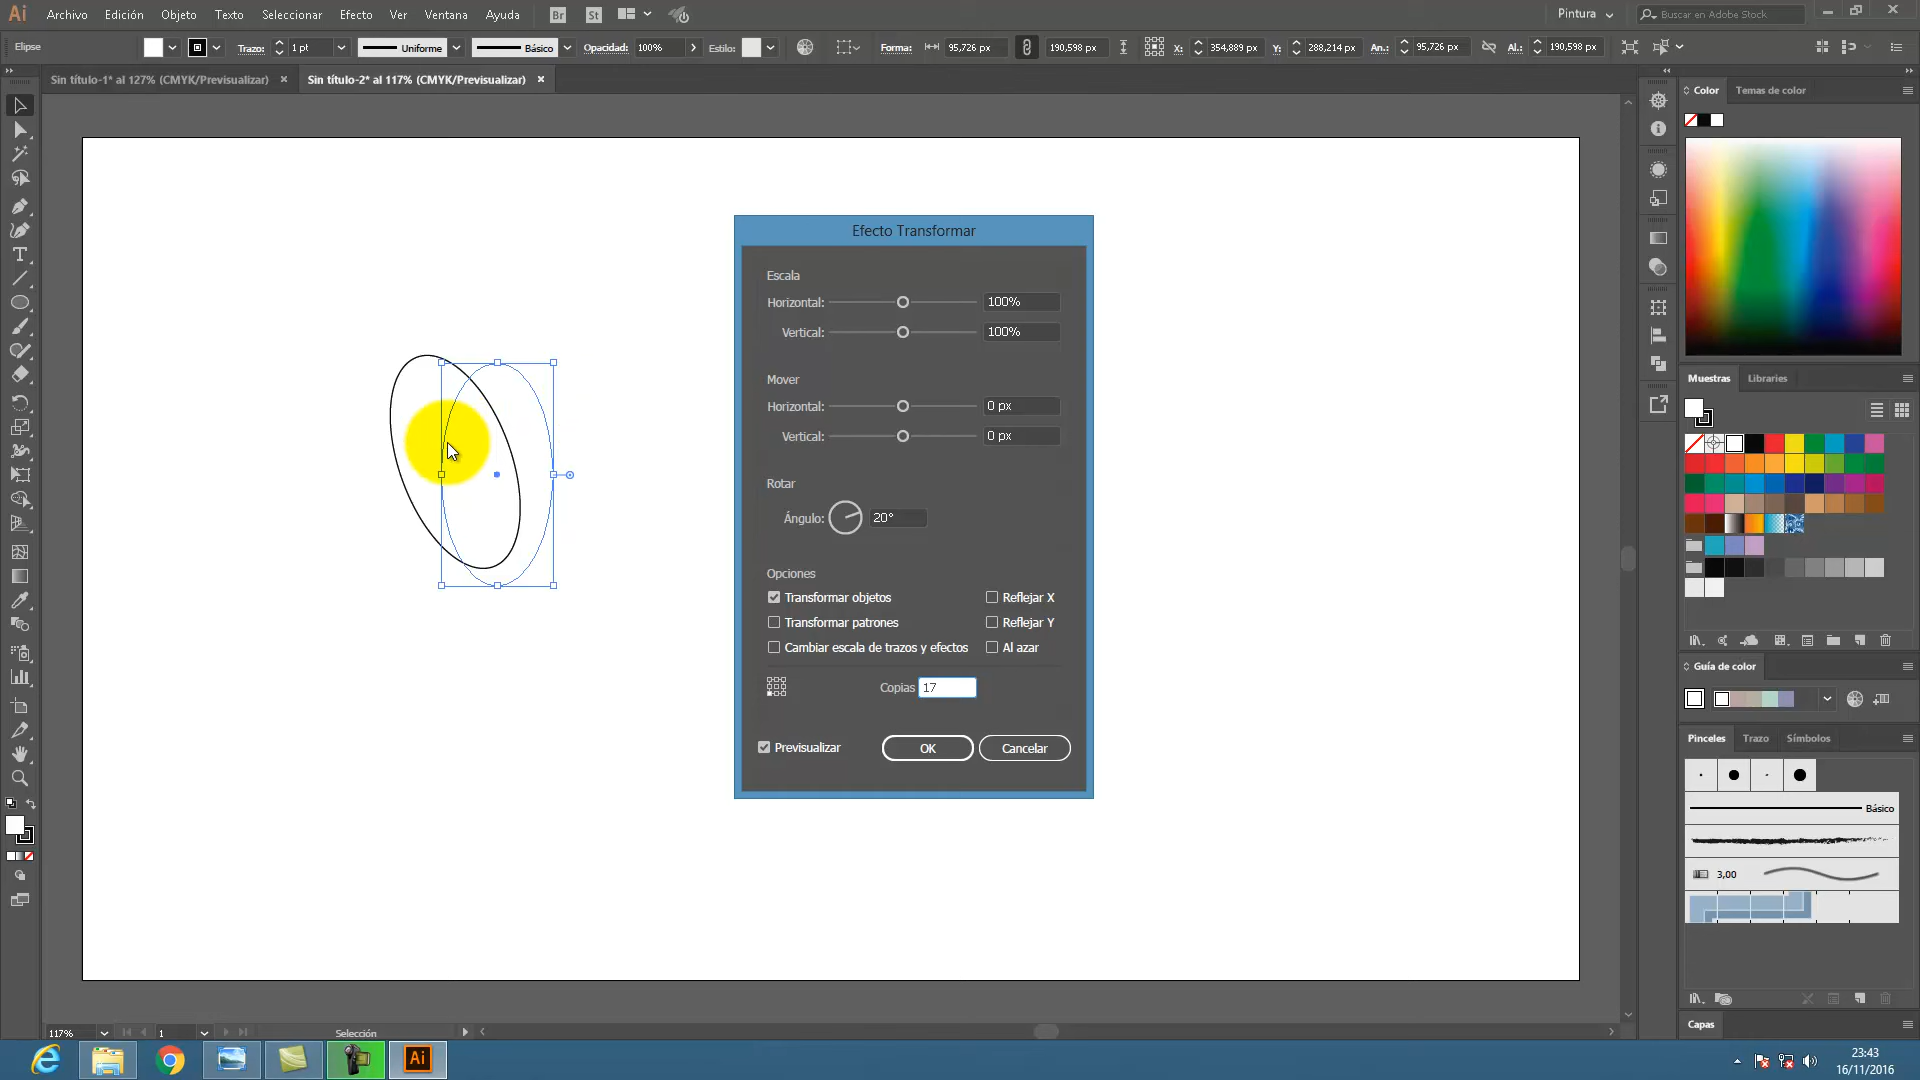 Ai Archivo Edición Objeto Texto Seleccionar Efecto Ver Ventana Ayuda Br St Pintura Buscar en Adobe Stock
Elipse Trazo: 1 pt Uniforme Básico Opacidad: 100% Estilo: Forma: 95,726 px 190,598 px X: 354,889 px Y: 288,214 px An.: 95,726 px Al.: 190,598 px
Sin título-1* al 127% (CMYK/Previsualizar) Sin título-2* al 117% (CMYK/Previsualizar)
Color Temas de color
Efecto Transformar
Escala
Horizontal: 100%
Vertical: 100%
Mover
Horizontal: 0 px
Vertical: 0 px
Rotar
Ángulo: 20°
Opciones
Transformar objetos Reflejar X
Transformar patrones Reflejar Y
Cambiar escala de trazos y efectos Al azar
Copias 17
Previsualizar OK Cancelar
Muestras Libraries
Guía de color
Pinceles Trazo Símbolos
Básico
3,00
Capas
117% 1 Selección
Ai
23:43
16/11/2016